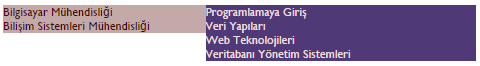 Bilgisayar Mühendisliği
Bilişim Sistemleri Mühendisliği
Programlamaya Giriş
Veri Yapıları
Web Teknolojileri
Veritabanı Yönetim Sistemleri